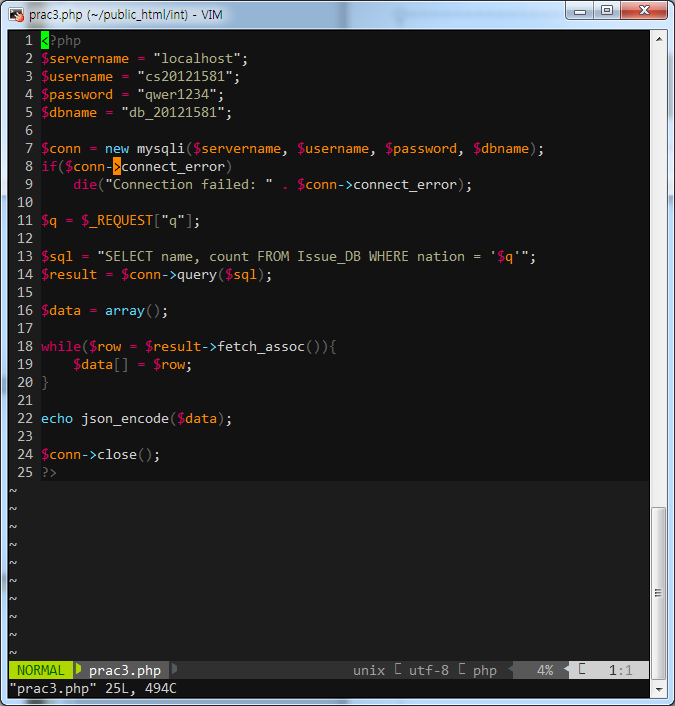 prac3.php (~/public_html/int) - VIM
1 <?php
2 $servername = "localhost";
3 $username = "cs20121581";
4 $password = "qwer1234";
5 $dbname = "db_20121581";
6
7 $conn = new mysqli($servername, $username, $password, $dbname);
8 if($conn->connect_error)
9     die("Connection failed: " . $conn->connect_error);
10
11 $q = $_REQUEST["q"];
12
13 $sql = "SELECT name, count FROM Issue_DB WHERE nation = '$q'";
14 $result = $conn->query($sql);
15
16 $data = array();
17
18 while($row = $result->fetch_assoc()){
19     $data[] = $row;
20 }
21
22 echo json_encode($data);
23
24 $conn->close();
25 ?>
~
~
~
~
~
~
~
~
~
~
NORMAL prac3.php unix [ utf-8 [ php 4% [ 1:1
"prac3.php" 25L, 494C